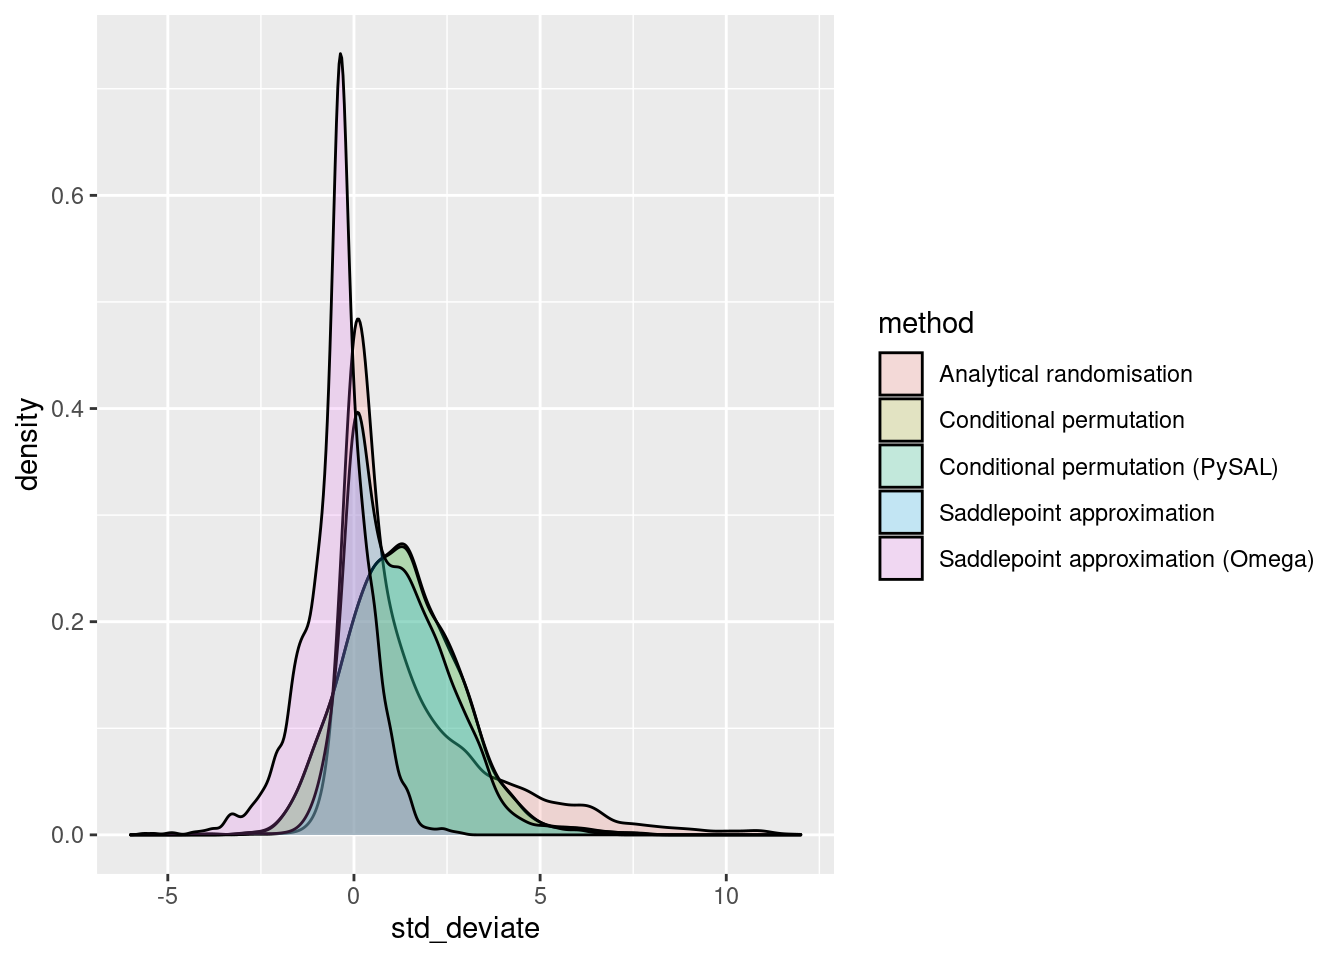 0.6
0.4
0.2
0.0
density
-5
0
5
10
std_deviate
method
Analytical randomisation
Conditional permutation
Conditional permutation (PySAL)
Saddlepoint approximation
Saddlepoint approximation (Omega)